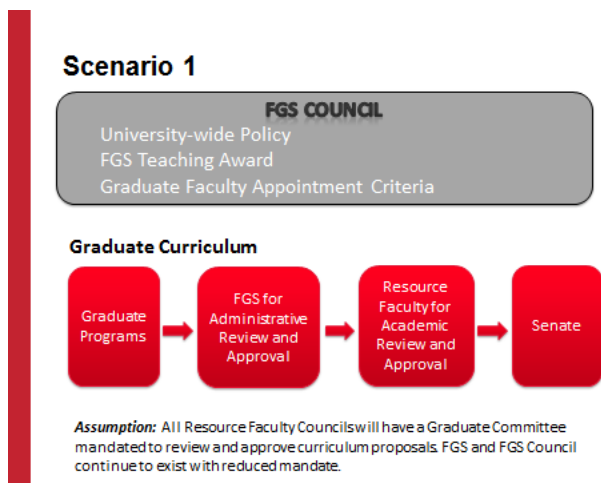 Scenario 1
FGS COUNCIL
University-wide Policy
FGS Teaching Award
Graduate Faculty Appointment Criteria
Graduate Curriculum
Graduate
Programs
FGS for
Administrative
Review and
Approval
Resource
Faculty for
Academic
Review and
Approval
Senate
Assumption: All Resource Faculty Councils will have a Graduate Committee
mandated to review and approve curriculum proposals. FGS and FGS Council
continue to exist with reduced mandate.